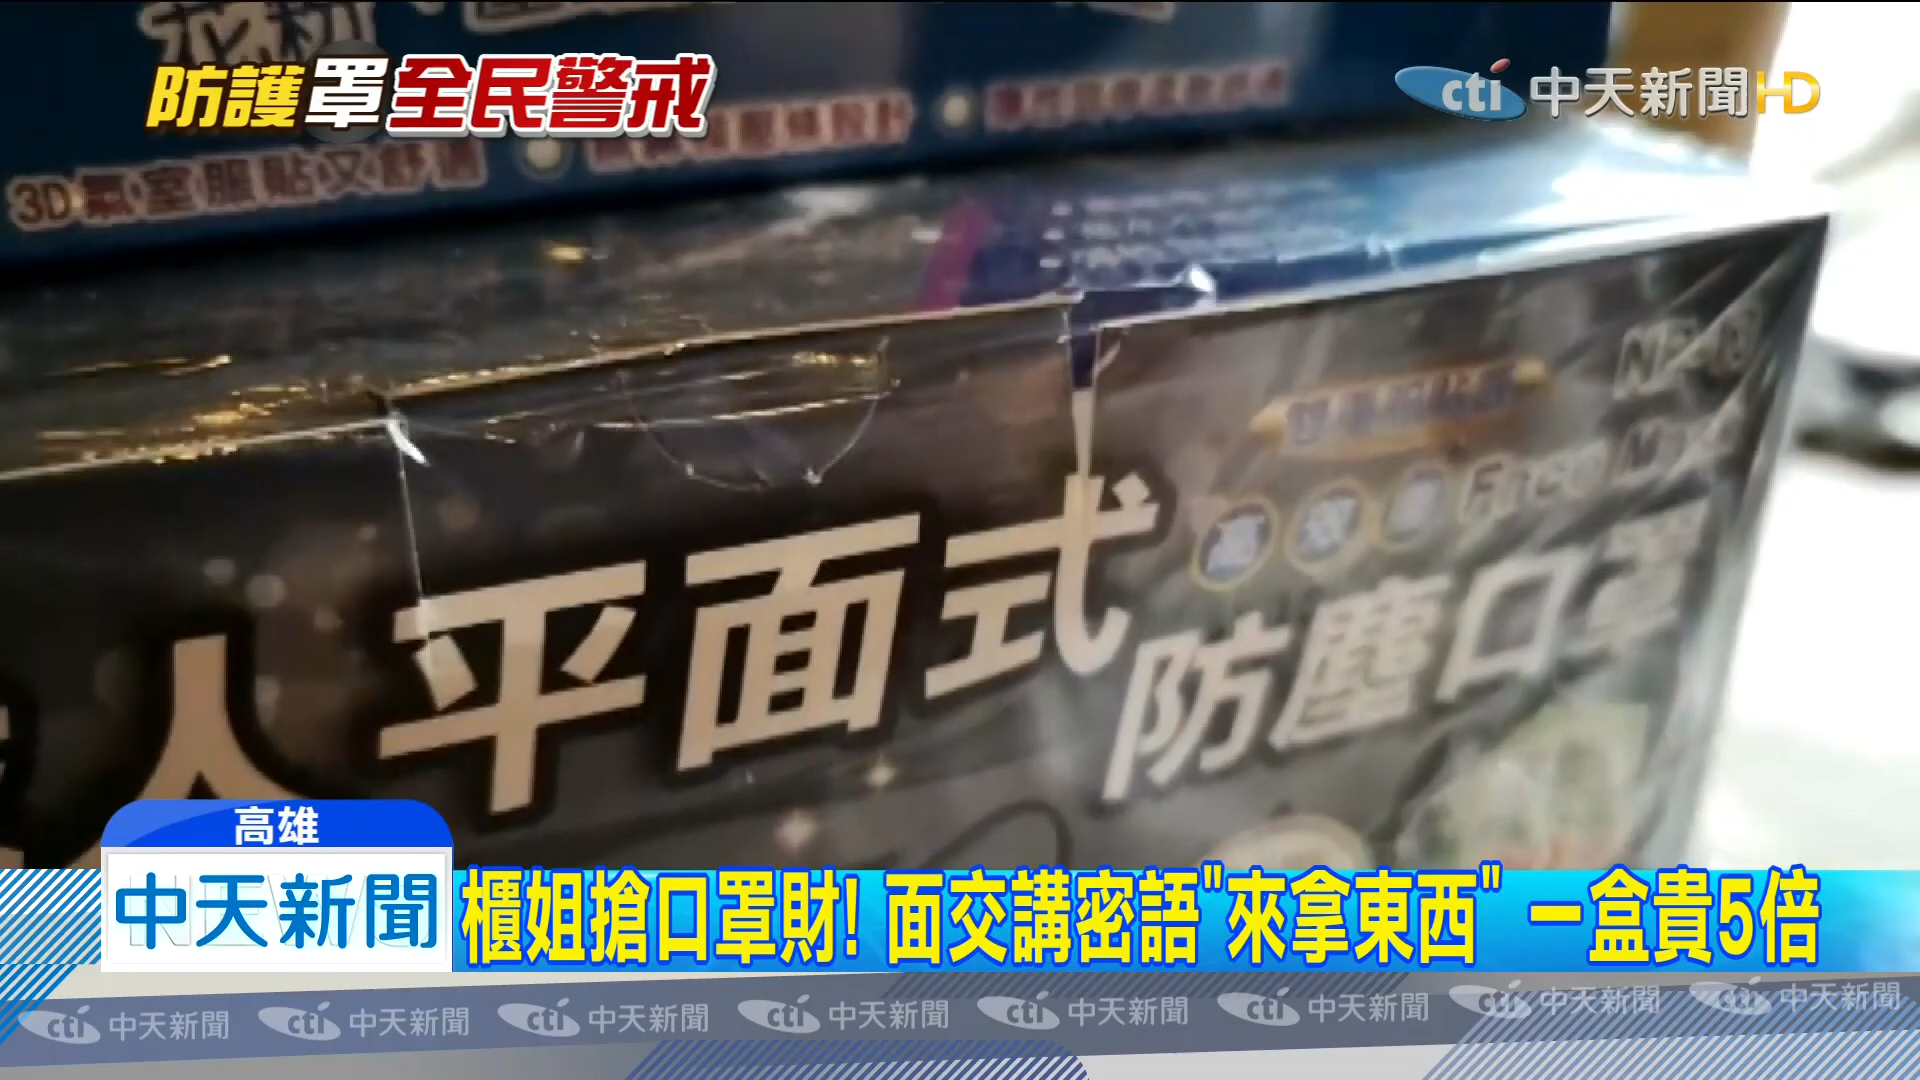 防護罩全民警戒
cti 中天新聞HD
3D氣室服貼又舒適
人平面式
防塵口罩
高雄
中天新聞
櫃姐搶口罩財! 面交講密語"來拿東西" 一盒貴5倍
cti 中天新聞 cti 中天新聞 cti 中天新聞 cti 中天新聞 cti 中天新聞 cti 中天新聞 cti 中天新聞 cti 中天新聞